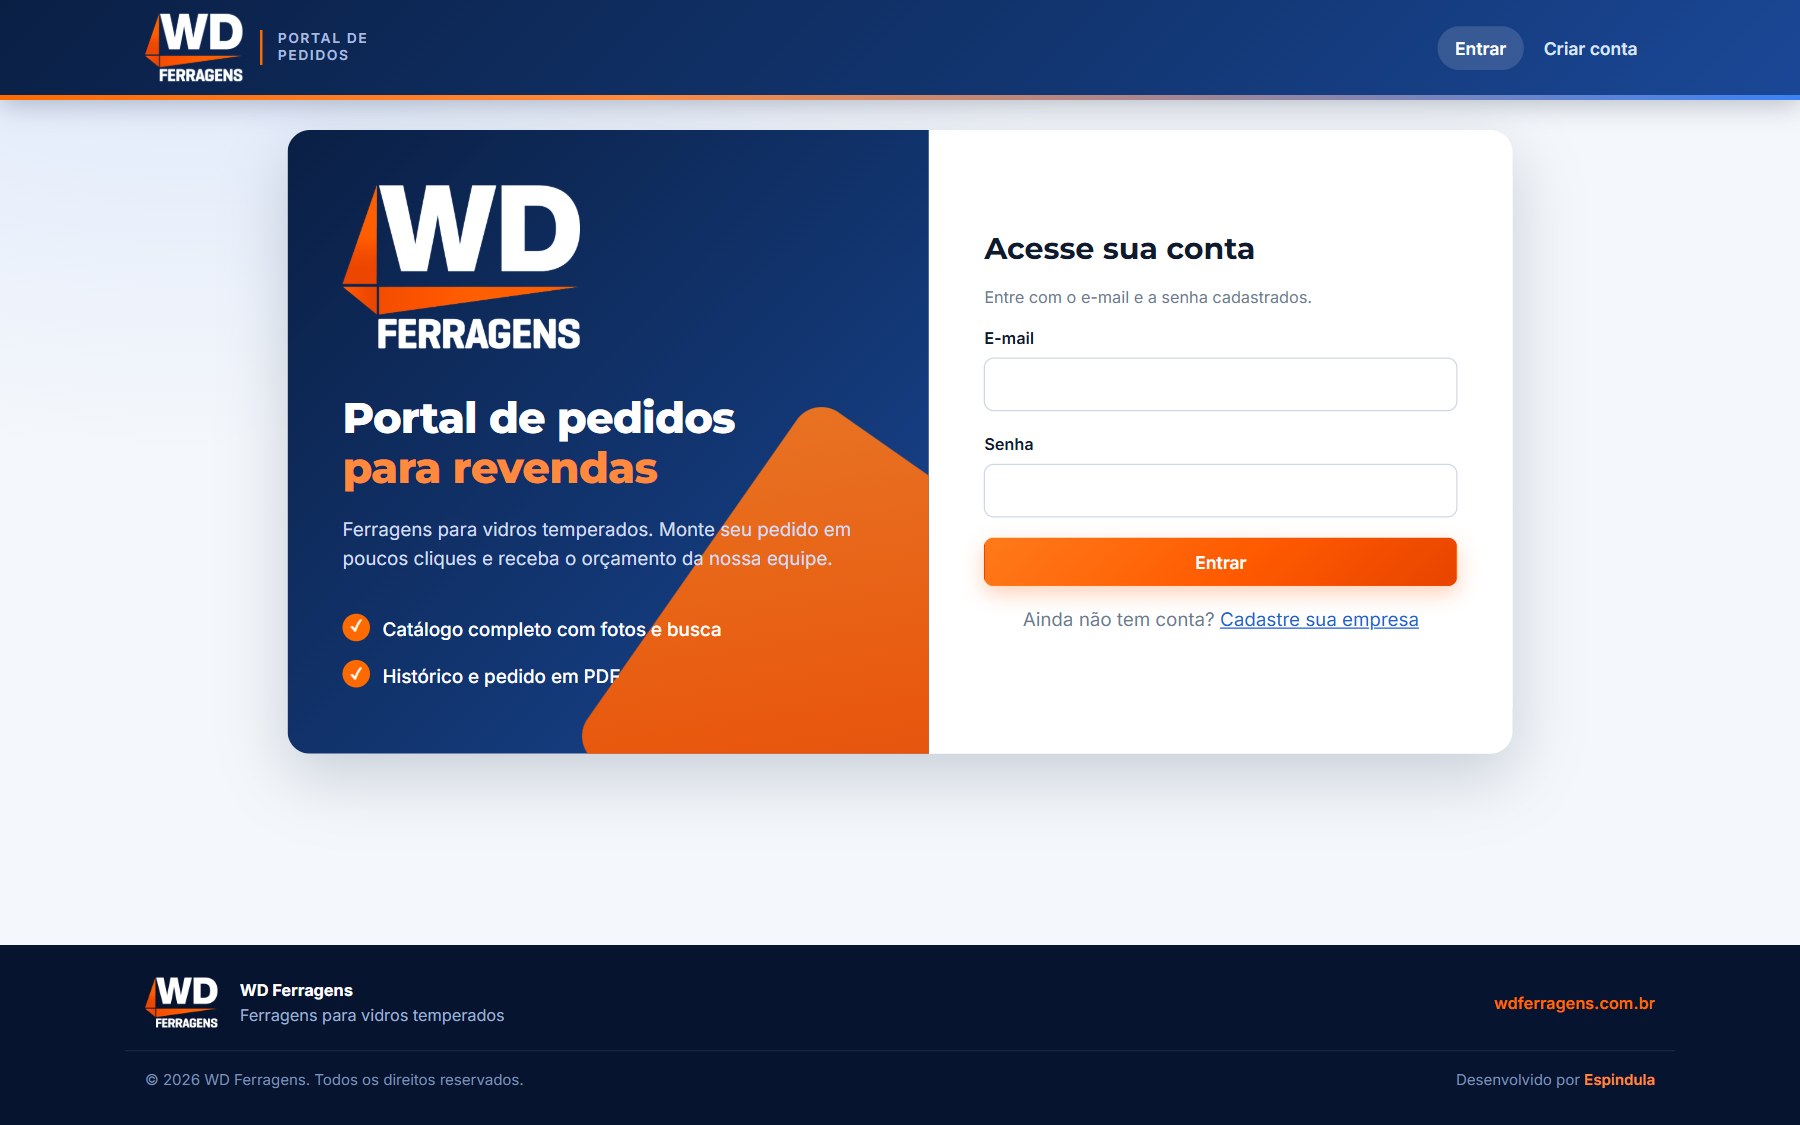 WD
FERRAGENS
PORTAL DE
PEDIDOS
Entrar
Criar conta
WD
FERRAGENS
Portal de pedidos
para revendas
Ferragens para vidros temperados. Monte seu pedido em
poucos cliques e receba o orçamento da nossa equipe.
Catálogo completo com fotos e busca
Histórico e pedido em PDF
Acesse sua conta
Entre com o e-mail e a senha cadastrados.
E-mail
Senha
Entrar
Ainda não tem conta? Cadastre sua empresa
WD
FERRAGENS
WD Ferragens
Ferragens para vidros temperados
wdferragens.com.br
© 2026 WD Ferragens. Todos os direitos reservados.
Desenvolvido por Espindula